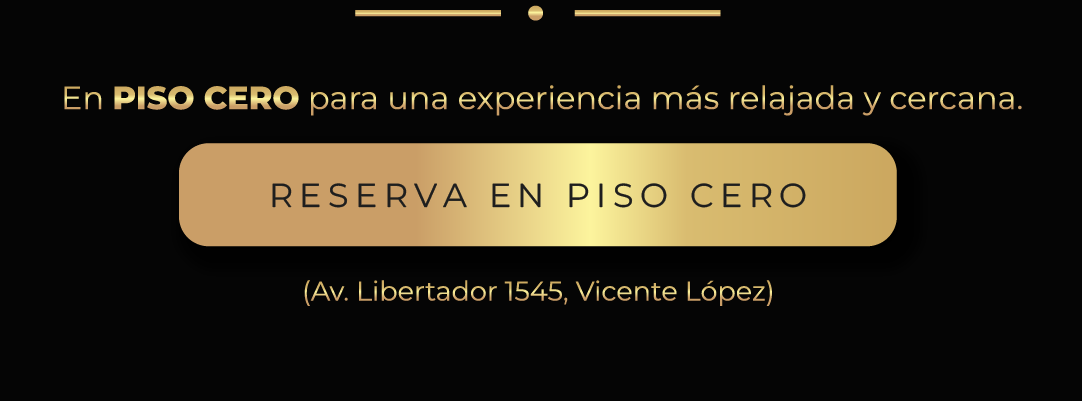 En PISO CERO para una experiencia más relajada y cercana.
RESERVA EN PISO CERO
(Av. Libertador 1545, Vicente López)